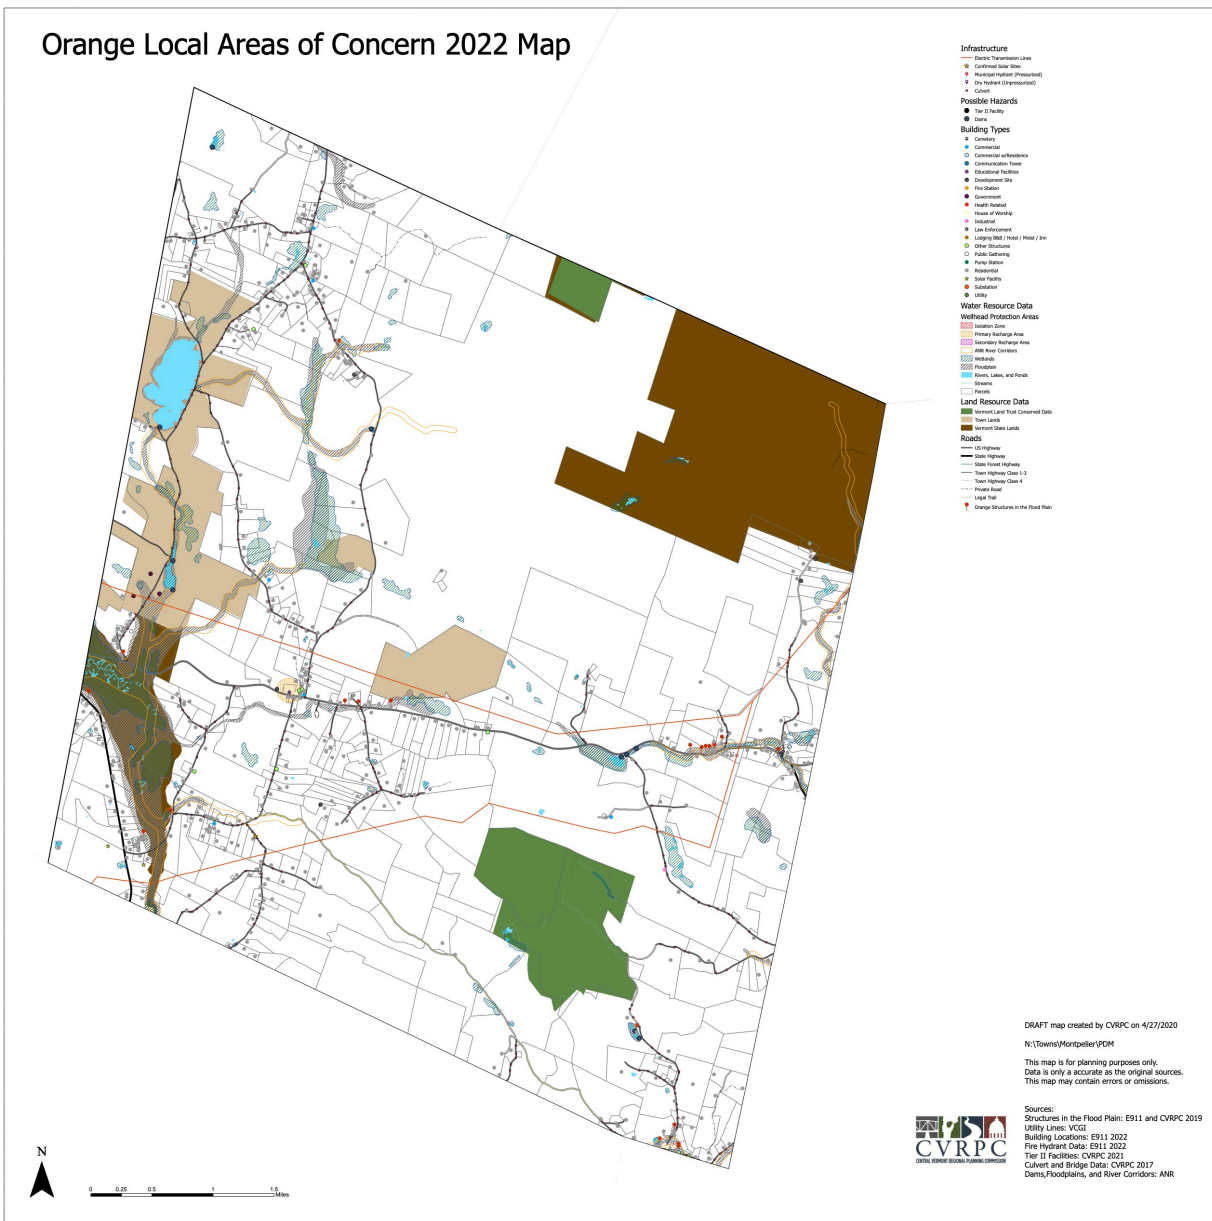 Orange Local Areas of Concern 2022 Map
Infrastructure
Electric Transmission Lines
Confirmed Solar Sites
Municipal Hydrant (Pressurized)
Dry Hydrant (Unpressurized)
Culvert
Possible Hazards
Tier II Facility
Dams
Building Types
Cemetery
Commercial
Commercial w/Residence
Communication Tower
Educational Facilities
Development Site
Fire Station
Government
Health Related
House of Worship
Industrial
Law Enforcement
Lodging B&B / Hotel / Motel / Inn
Other Structures
Public Gathering
Pump Station
Residential
Solar Facility
Substation
Utility
Water Resource Data
Wellhead Protection Areas
Isolation Zone
Primary Recharge Area
Secondary Recharge Area
ANR River Corridors
Wetlands
Floodplain
Rivers, Lakes, and Ponds
Streams
Parcels
Land Resource Data
Vermont Land Trust Conserved Data
Town Lands
Vermont State Lands
Roads
US Highway
State Highway
State Forest Highway
Town Highway Class 1-3
Town Highway Class 4
Private Road
Legal Trail
Orange Structures in the Flood Plain
DRAFT map created by CVRPC on 4/27/2020
N:\Towns\Montpelier\PDM
This map is for planning purposes only.
Data is only a accurate as the original sources.
This map may contain errors or omissions.
Sources:
Structures in the Flood Plain: E911 and CVRPC 2019
Utility Lines: VCGI
Building Locations: E911 2022
Fire Hydrant Data: E911 2022
Tier II Facilities: CVRPC 2021
Culvert and Bridge Data: CVRPC 2017
Dams,Floodplains, and River Corridors: ANR
CVRPC
CENTRAL VERMONT REGIONAL PLANNING COMMISSION
N
0 0.25 0.5 1 1.5
Miles